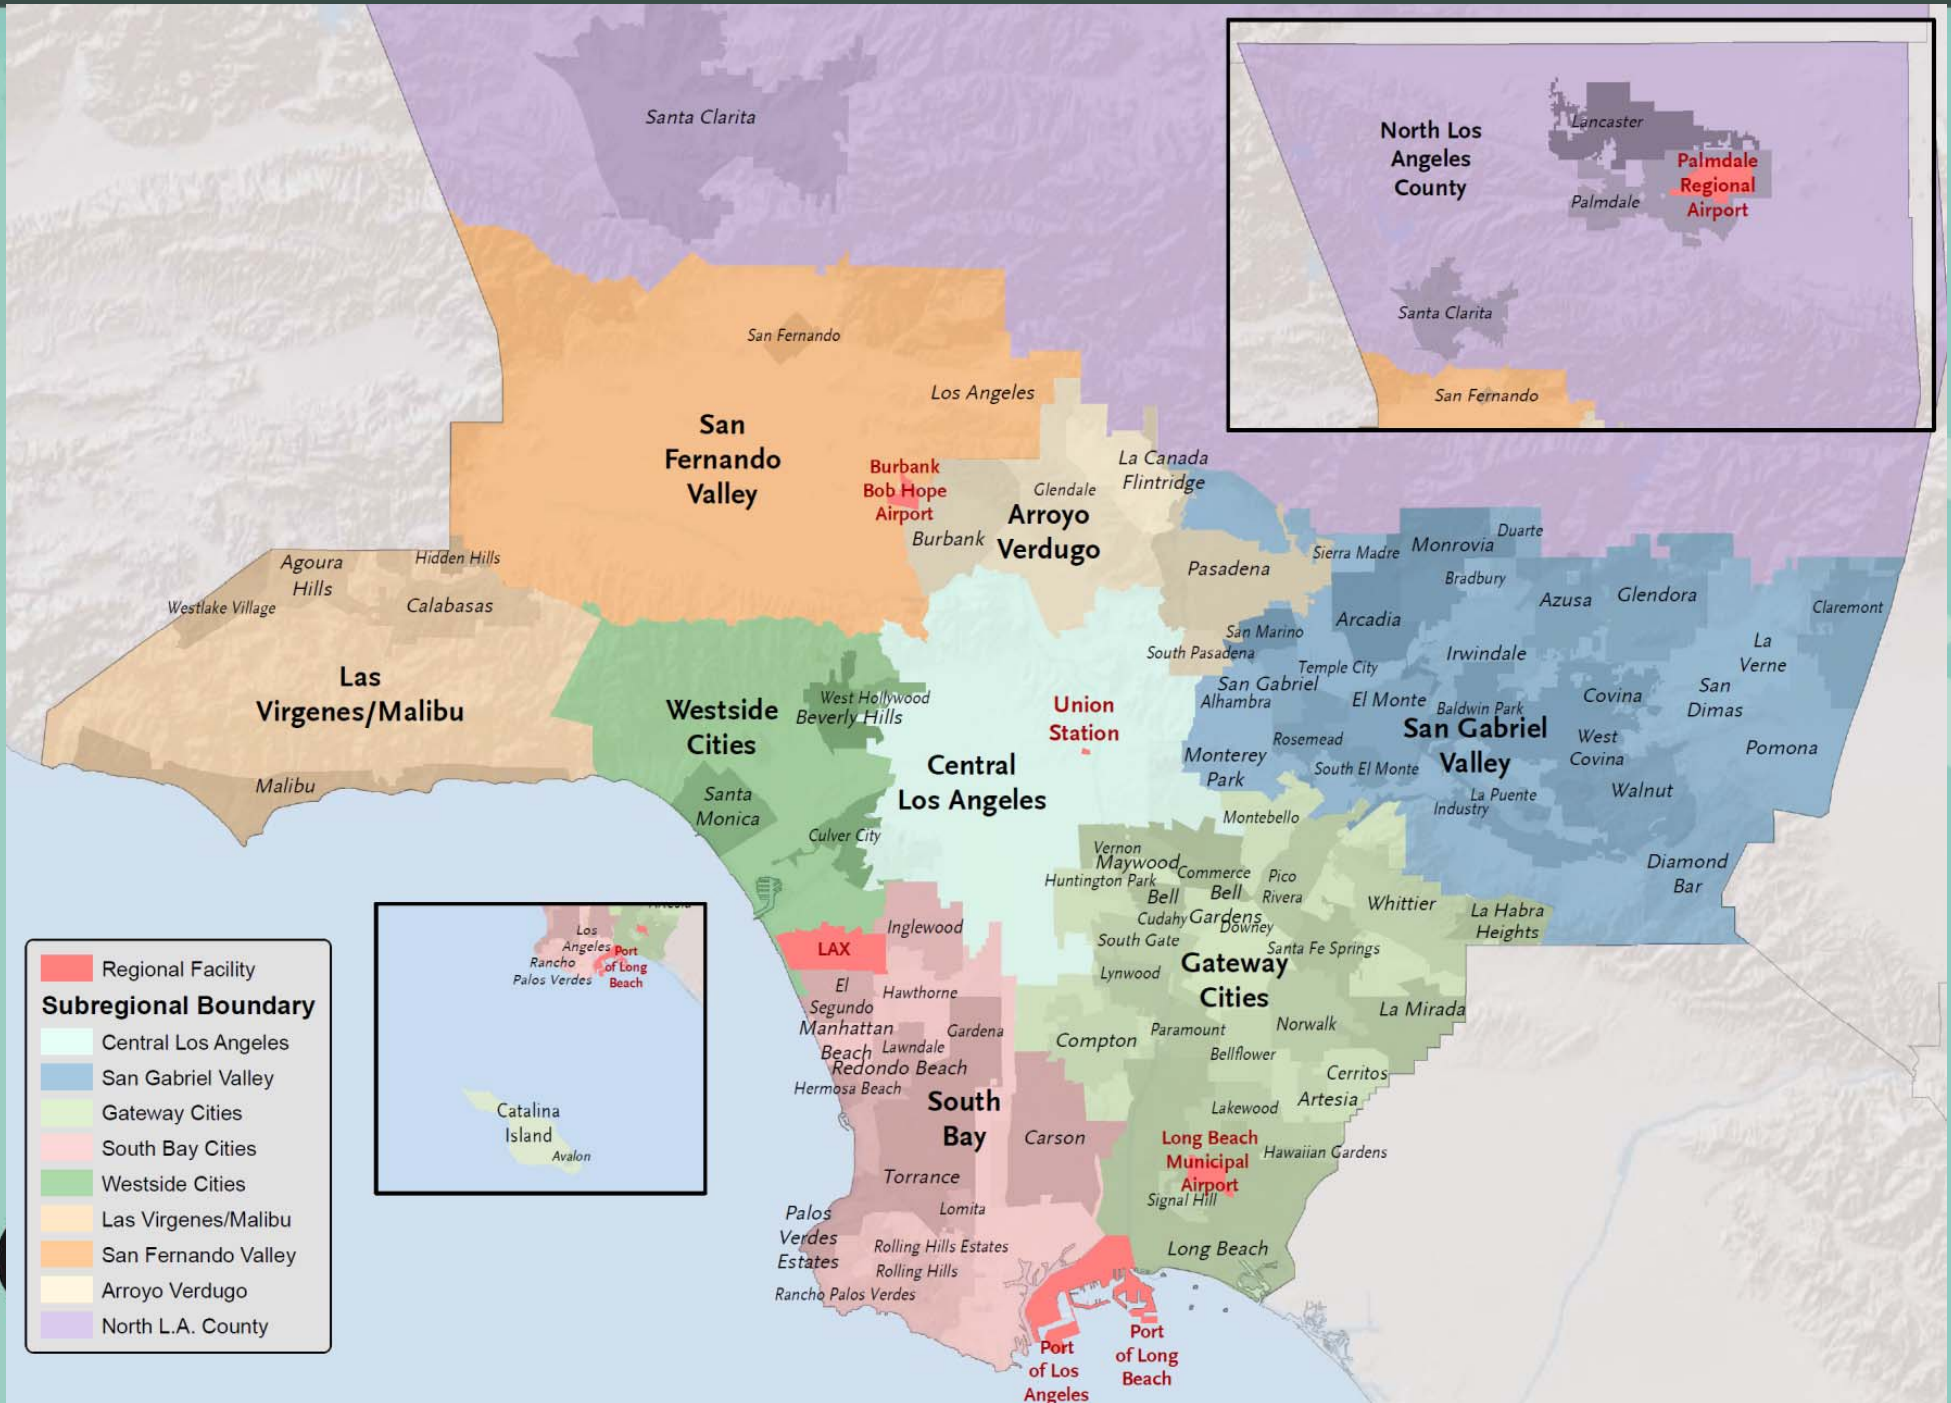 Santa Clarita
North Los
Angeles
County
Lancaster
Palmdale
Regional
Airport
Palmdale
Santa Clarita
San Fernando
San Fernando
Los Angeles
San
Fernando
Valley
Burbank
Bob Hope
Airport
La Canada
Flintridge
Glendale
Arroyo
Verdugo
Burbank
Pasadena
Sierra Madre
Monrovia
Duarte
Bradbury
Azusa
Glendora
Claremont
Arcadia
San Marino
South Pasadena
Temple City
Irwindale
La
Verne
San Gabriel
Alhambra
El Monte
Baldwin Park
Covina
San
Dimas
San Gabriel
Valley
Rosemead
West
Covina
Pomona
Monterey
Park
South El Monte
La Puente
Industry
Walnut
Diamond
Bar
Agoura
Hills
Hidden Hills
Westlake Village
Calabasas
Las
Virgenes/Malibu
Malibu
Westside
Cities
West Hollywood
Beverly Hills
Santa
Monica
Culver City
Union
Station
Central
Los Angeles
Montebello
Vernon
Maywood
Commerce
Huntington Park
Bell
Bell
Gardens
Pico
Rivera
Whittier
La Habra
Heights
Cudahy
Downey
South Gate
Santa Fe Springs
Lynwood
Gateway
Cities
La Mirada
Compton
Paramount
Norwalk
Bellflower
Cerritos
Artesia
Lakewood
Long Beach
Municipal
Airport
Hawaiian Gardens
Signal Hill
Long Beach
Inglewood
LAX
El
Segundo
Hawthorne
Manhattan
Beach
Gardena
Lawndale
Redondo Beach
Hermosa Beach
South
Bay
Carson
Torrance
Lomita
Palos
Verdes
Estates
Rolling Hills Estates
Rolling Hills
Rancho Palos Verdes
Port
of Los
Angeles
Port
of Long
Beach
Los
Angeles
Rancho
Palos Verdes
Port
of Long
Beach
Catalina
Island
Avalon
Regional Facility
Subregional Boundary
Central Los Angeles
San Gabriel Valley
Gateway Cities
South Bay Cities
Westside Cities
Las Virgenes/Malibu
San Fernando Valley
Arroyo Verdugo
North L.A. County